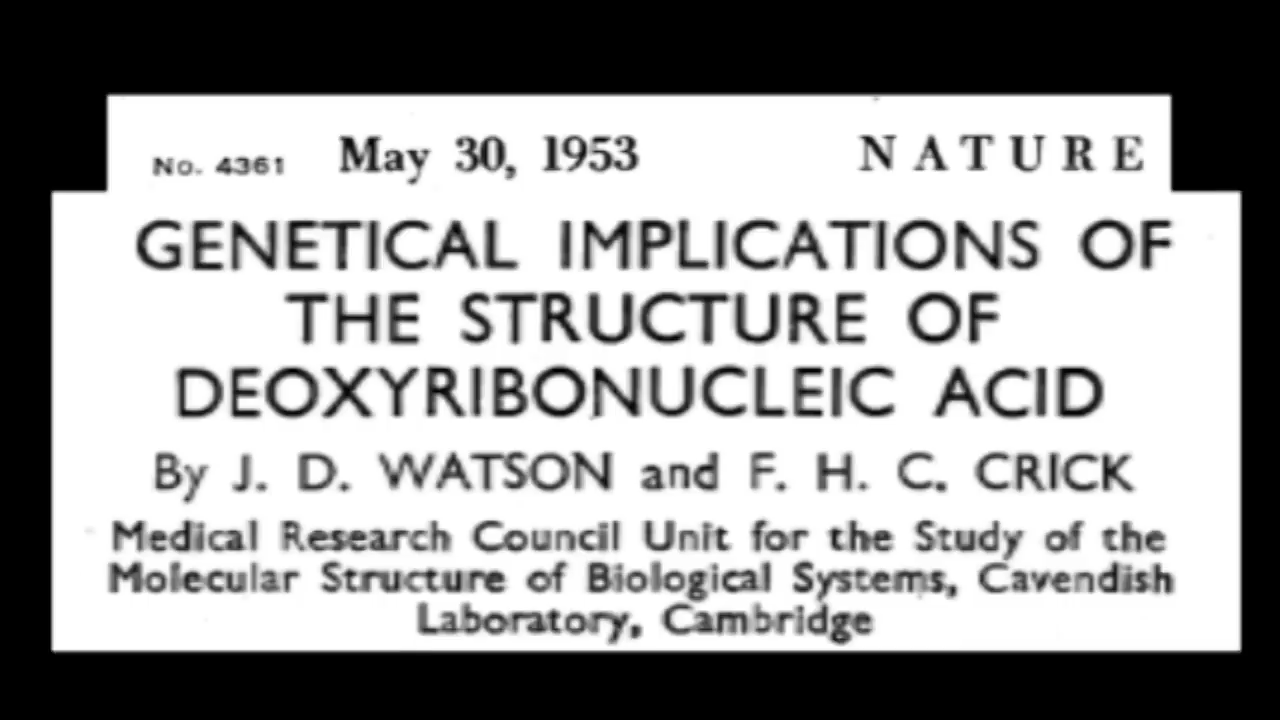 No. 4361 May 30, 1953 NATURE
GENETICAL IMPLICATIONS OF
THE STRUCTURE OF
DEOXYRIBONUCLEIC ACID
By J. D. WATSON and F. H. C. CRICK
Medical Research Council Unit for the Study of the
Molecular Structure of Biological Systems, Cavendish
Laboratory, Cambridge